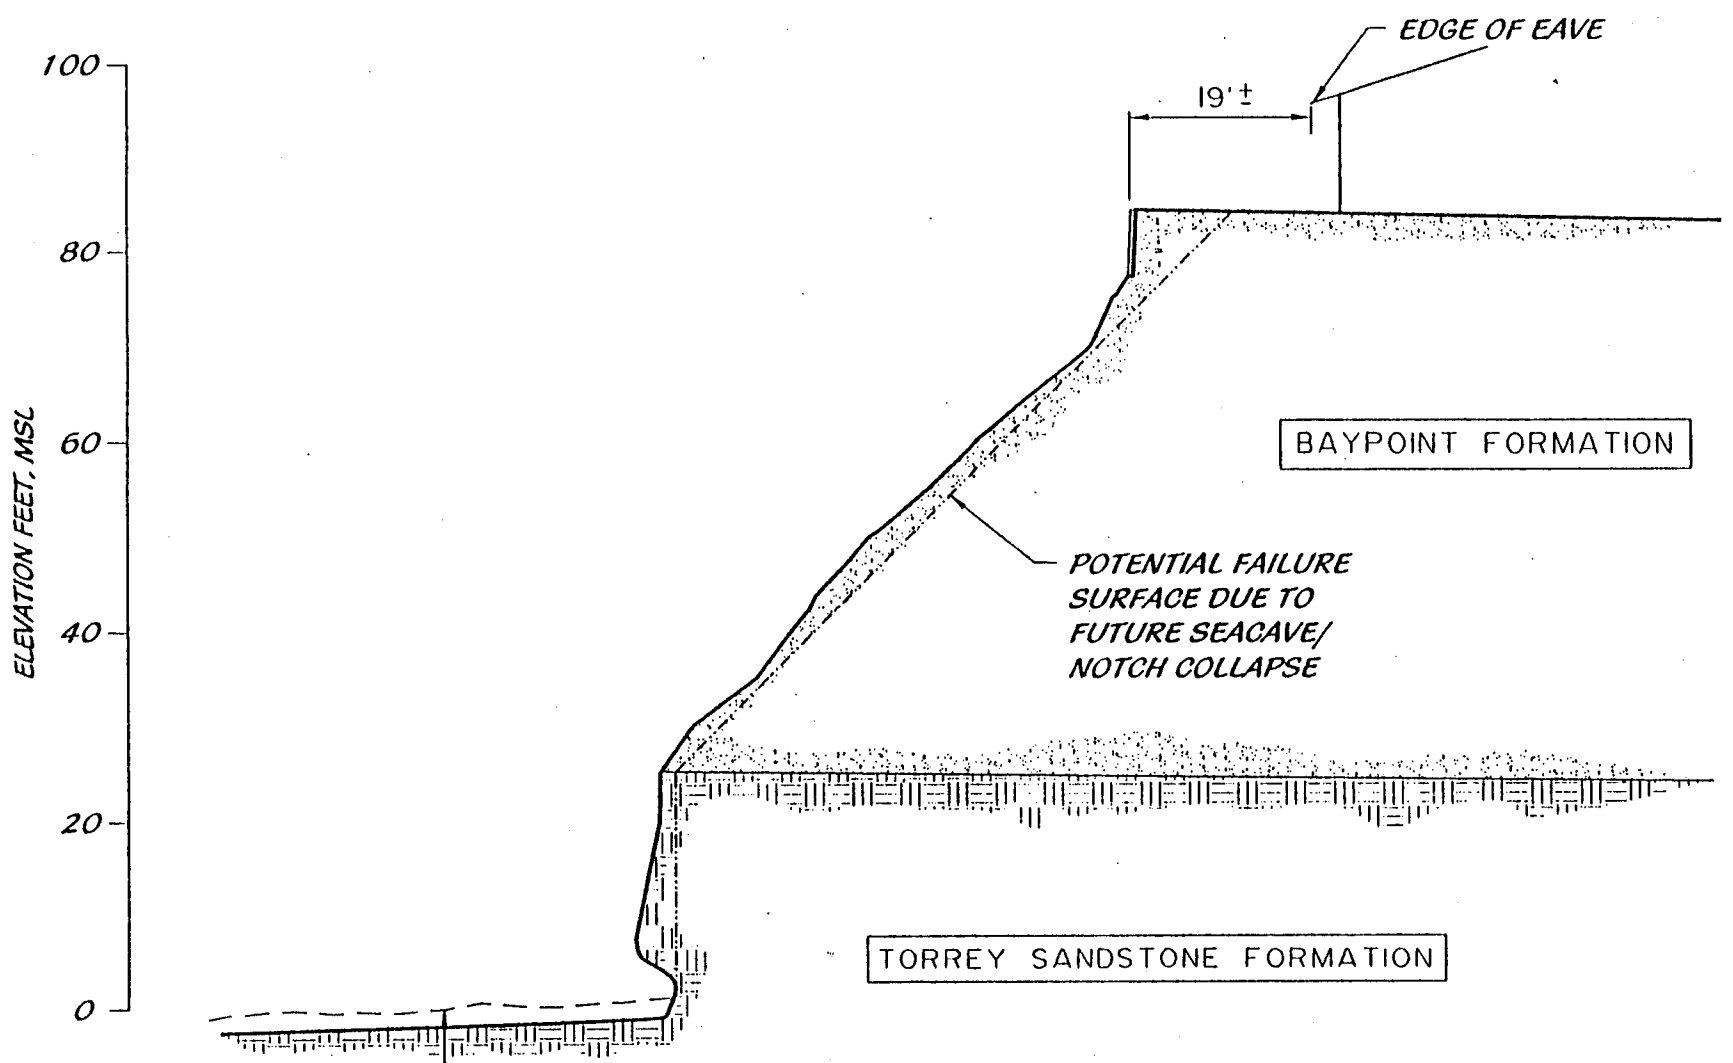 EDGE OF EAVE
100
19'±
80
ELEVATION FEET, MSL
60
BAYPOINT FORMATION
POTENTIAL FAILURE
SURFACE DUE TO
FUTURE SEACAVE/
NOTCH COLLAPSE
40
20
TORREY SANDSTONE FORMATION
0